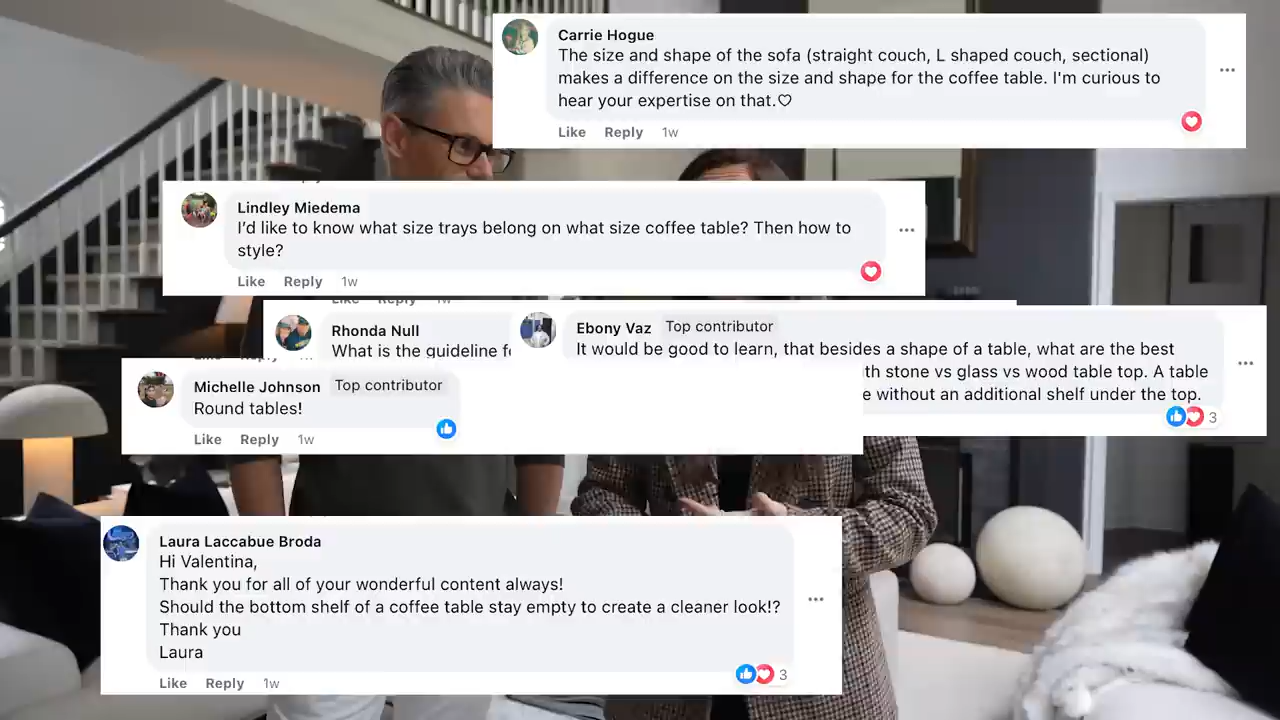 Carrie Hogue
The size and shape of the sofa (straight couch, L shaped couch, sectional)
makes a difference on the size and shape for the coffee table. I'm curious to
hear your expertise on that.♡
Like Reply 1w
Lindley Miedema
I'd like to know what size trays belong on what size coffee table? Then how to
style?
Like Reply 1w
Like Reply 1w
Rhonda Null
What is the guideline
Ebony Vaz Top contributor
It would be good to learn, that besides a shape of a table, what are the best
stone vs glass vs wood table top. A table
without an additional shelf under the top.
3
Michelle Johnson Top contributor
Round tables!
Like Reply 1w
Laura Laccabue Broda
Hi Valentina,
Thank you for all of your wonderful content always!
Should the bottom shelf of a coffee table stay empty to create a cleaner look!?
Thank you
Laura
Like Reply 1w
3